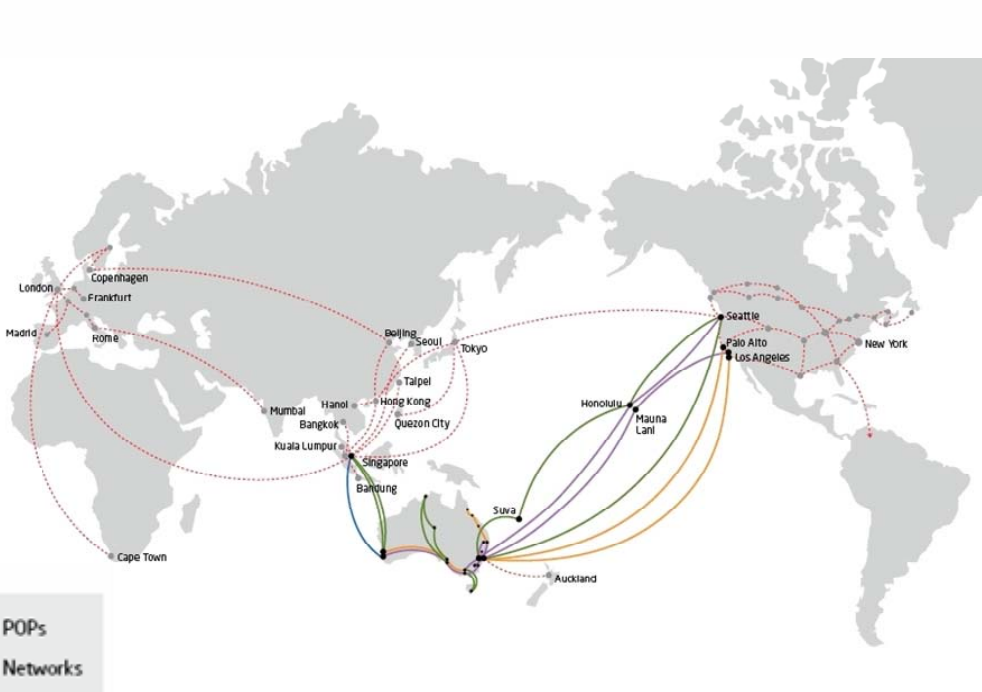 Copenhagen
London
Frankfurt
Madrid
Rome
Beijing
Seoul
Tokyo
Taipei
Mumbai
Hanoi
Hong Kong
Bangkok
Quezon City
Kuala Lumpur
Singapore
Bandung
Cape Town
Seattle
Palo Alto
Los Angeles
New York
Honolulu
Mauna
Lani
Suva
Auckland
POPs
Networks